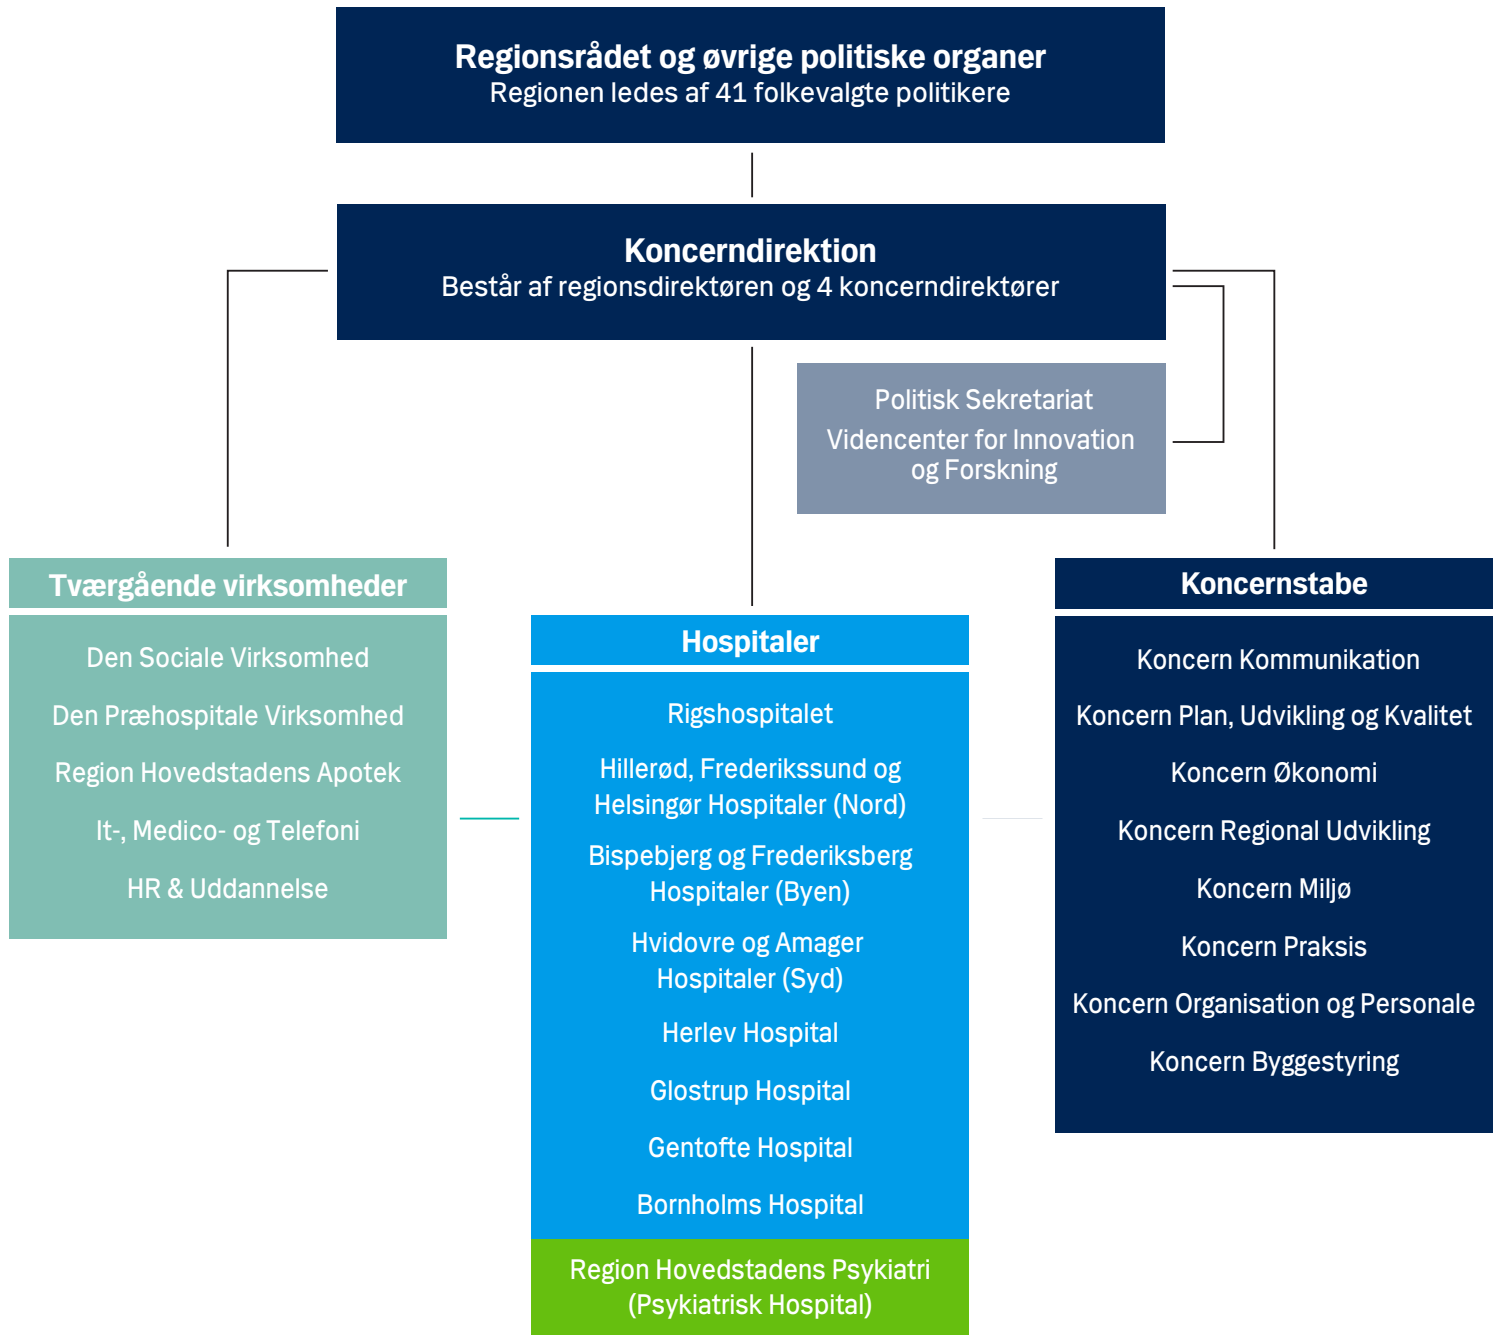 Regionsrådet og øvrige politiske organer
Regionen ledes af 41 folkevalgte politikere
Koncerndirektion
Består af regionsdirektøren og 4 koncerndirektører
Politisk Sekretariat
Videncenter for Innovation
og Forskning
Tværgående virksomheder
Den Sociale Virksomhed
Den Præhospitale Virksomhed
Region Hovedstadens Apotek
It-, Medico- og Telefoni
HR & Uddannelse
Hospitaler
Rigshospitalet
Hillerød, Frederikssund og
Helsingør Hospitaler (Nord)
Bispebjerg og Frederiksberg
Hospitaler (Byen)
Hvidovre og Amager
Hospitaler (Syd)
Herlev Hospital
Glostrup Hospital
Gentofte Hospital
Bornholms Hospital
Region Hovedstadens Psykiatri
(Psykiatrisk Hospital)
Koncernstabe
Koncern Kommunikation
Koncern Plan, Udvikling og Kvalitet
Koncern Økonomi
Koncern Regional Udvikling
Koncern Miljø
Koncern Praksis
Koncern Organisation og Personale
Koncern Byggestyring